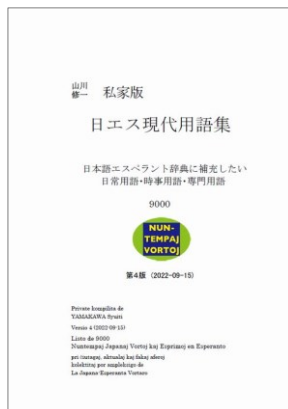 山川
修一 私家版
日エス現代用語集
日本語エスペラント辞典に補充したい
日常用語・時事用語・専門用語
9000
NUN-
TEMPAJ
VORTOJ
第4版 (2022-09-15)
Private kompilita de
YAMAKAWA Syuiti
Versio 4 (2022-09-15)
Listo de 9000
Nuntempaj Japanaj Vortoj kaj Esprimoj en Esperanto
pri ĉiutagaj, aktualaj kaj fakaj aferoj
kolektitaj por suplekigo de
La Japana Esperanta Vortaro